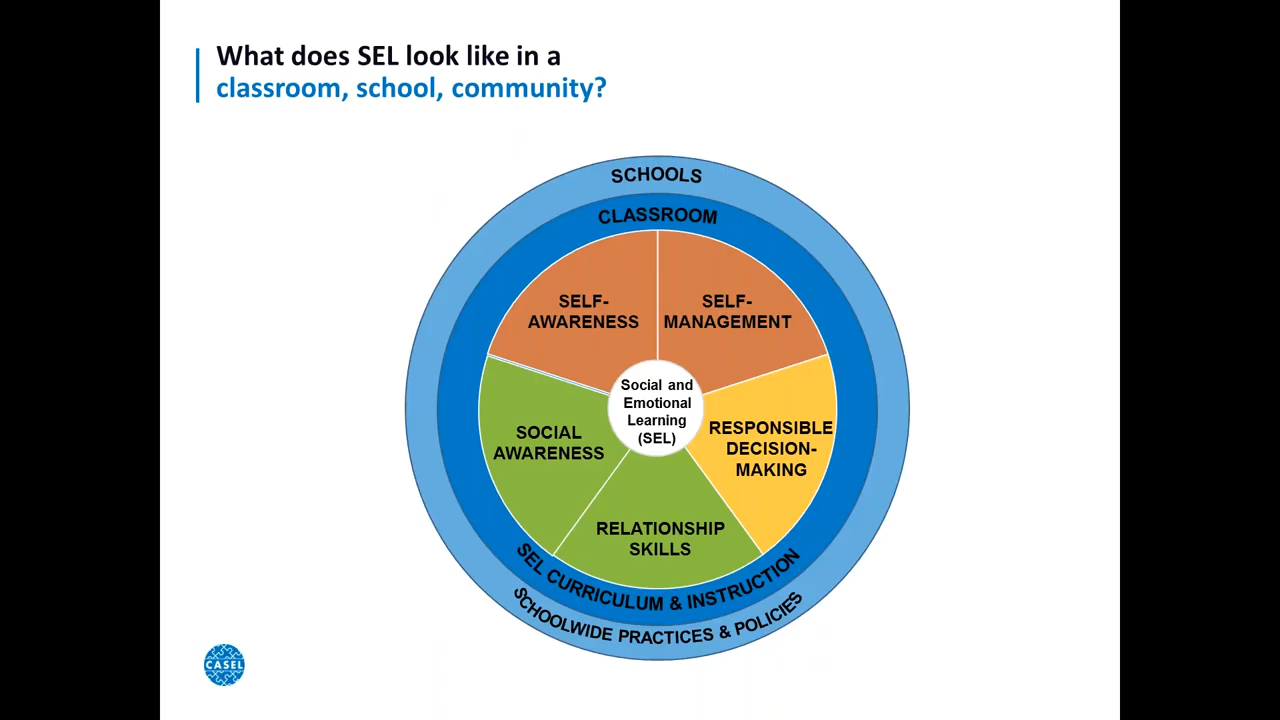 What does SEL look like in a
classroom, school, community?
SCHOOLS
CLASSROOM
SELF-
AWARENESS
SELF-
MANAGEMENT
Social and
Emotional
Learning
(SEL)
SOCIAL
AWARENESS
RESPONSIBLE
DECISION-
MAKING
RELATIONSHIP
SKILLS
SEL CURRICULUM & INSTRUCTION
SCHOOLWIDE PRACTICES & POLICIES
CASEL